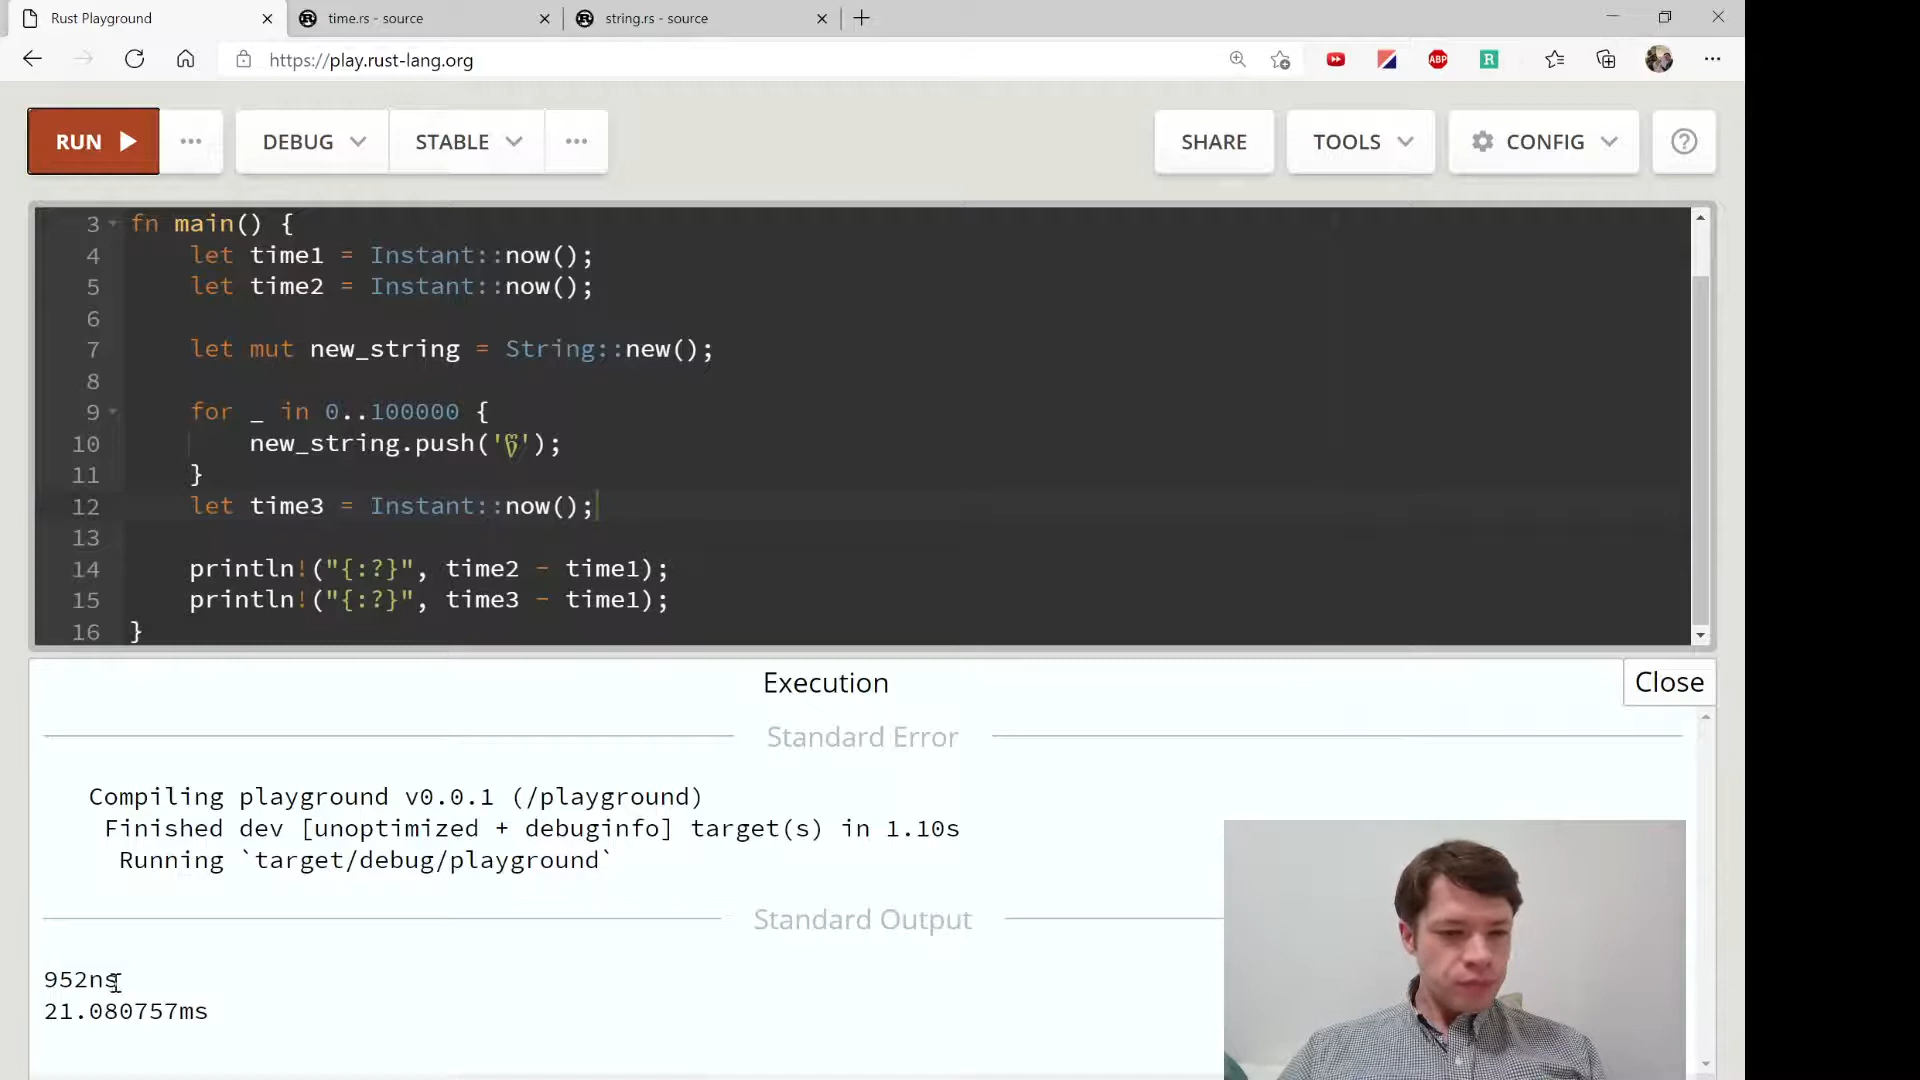 Rust Playground
time.rs - source
string.rs - source
https://play.rust-lang.org
ABP
R
RUN
...
DEBUG
STABLE
...
SHARE
TOOLS
CONFIG
?
3 fn main() {
4 let time1 = Instant::now();
5 let time2 = Instant::now();
6
7 let mut new_string = String::new();
8
9 for _ in 0..100000 {
10 new_string.push('');
11 }
12 let time3 = Instant::now();
13
14 println!("{:?}", time2 - time1);
15 println!("{:?}", time3 - time1);
16 }
Execution
Close
Standard Error
Compiling playground v0.0.1 (/playground)
Finished dev [unoptimized + debuginfo] target(s) in 1.10s
Running `target/debug/playground`
Standard Output
952ns
21.080757ms